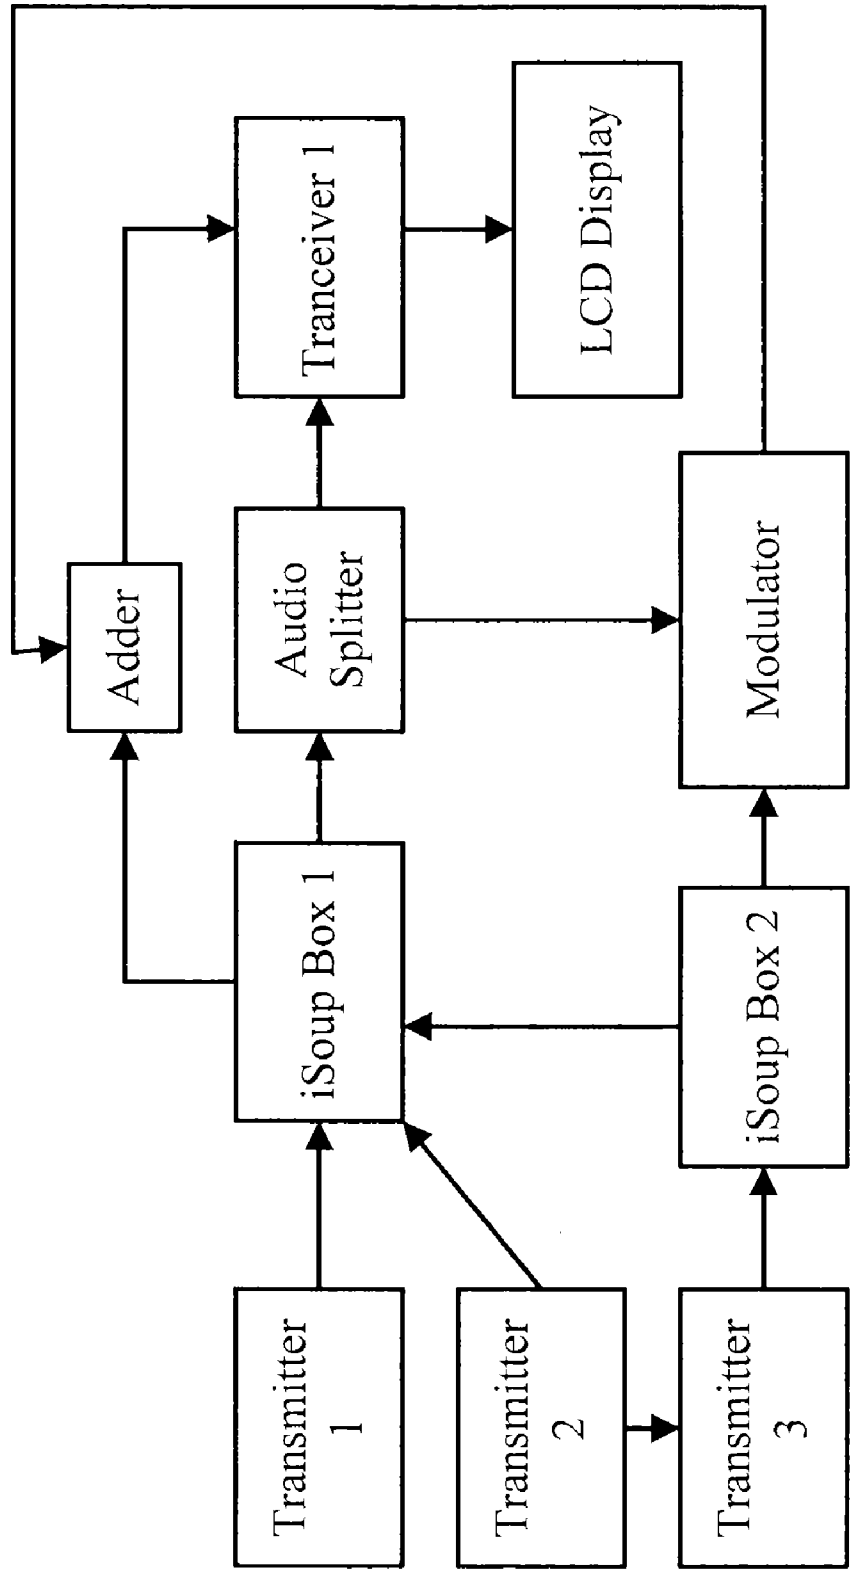 Transmitter
1
Transmitter
2
Transmitter
3
iSoup Box 1
iSoup Box 2
Adder
Audio
Splitter
Modulator
Tranceiver 1
LCD Display